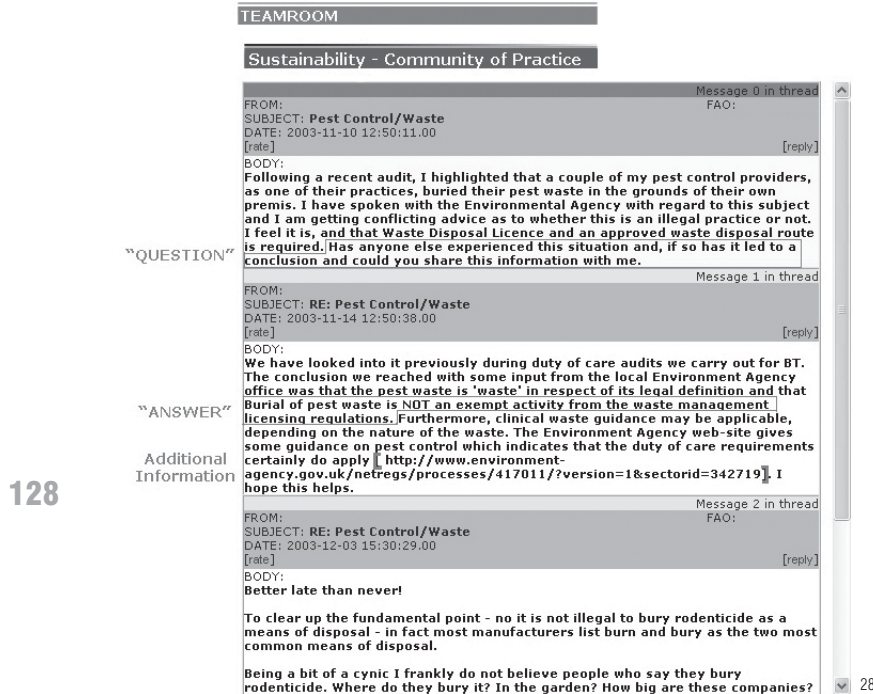 TEAMROOM
Sustainability - Community of Practice
Message 0 in thread
FROM: FAO:
SUBJECT: Pest Control/Waste
DATE: 2003-11-10 12:50:11.00
[rate] [reply]
BODY:
Following a recent audit, I highlighted that a couple of my pest control providers,
as one of their practices, buried their pest waste in the grounds of their own
premis. I have spoken with the Environmental Agency with regard to this subject
and I am getting conflicting advice as to whether this is an illegal practice or not.
I feel it is, and that Waste Disposal Licence and an approved waste disposal route
is required. Has anyone else experienced this situation and, if so has it led to a
"QUESTION"
conclusion and could you share this information with me.
Message 1 in thread
FROM:
SUBJECT: RE: Pest Control/Waste
DATE: 2003-11-14 12:50:38.00
[rate] [reply]
BODY:
We have looked into it previously during duty of care audits we carry out for BT.
The conclusion we reached with some input from the local Environment Agency
office was that the pest waste is 'waste' in respect of its legal definition and that
"ANSWER"
Burial of pest waste is NOT an exempt activity from the waste management
licensing regulations. Furthermore, clinical waste guidance may be applicable,
depending on the nature of the waste. The Environment Agency web-site gives
some guidance on pest control which indicates that the duty of care requirements
Additional
Information
certainly do apply [ http://www.environment-
agency.gov.uk/netregs/processes/417011/?version=1&sectorid=342719]. I
hope this helps.
128
Message 2 in thread
FROM: FAO:
SUBJECT: RE: Pest Control/Waste
DATE: 2003-12-03 15:30:29.00
[rate] [reply]
BODY:
Better late than never!
To clear up the fundamental point - no it is not illegal to bury rodenticide as a
means of disposal - in fact most manufacturers list burn and bury as the two most
common means of disposal.
Being a bit of a cynic I frankly do not believe people who say they bury
rodenticide. Where do they bury it? In the garden? How big are these companies?
28